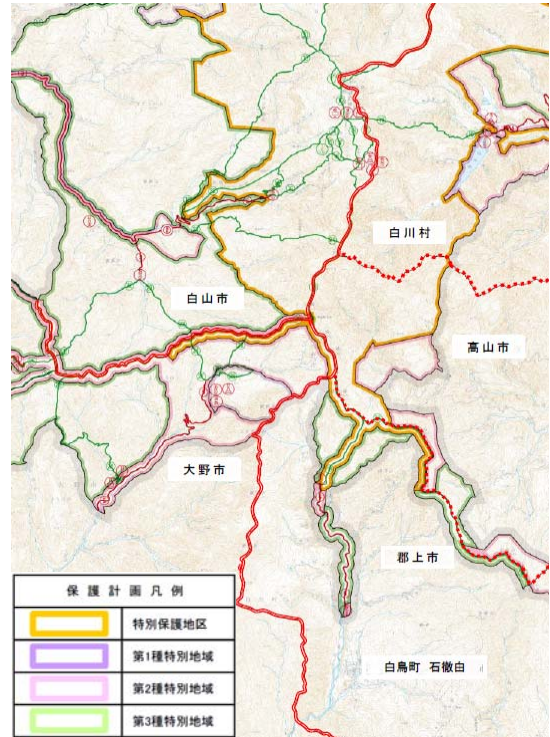 白川村
白山市
高山市
大野市
郡上市
白鳥町 石徹白
保護計画凡例
特別保護地区
第1種特別地域
第2種特別地域
第3種特別地域